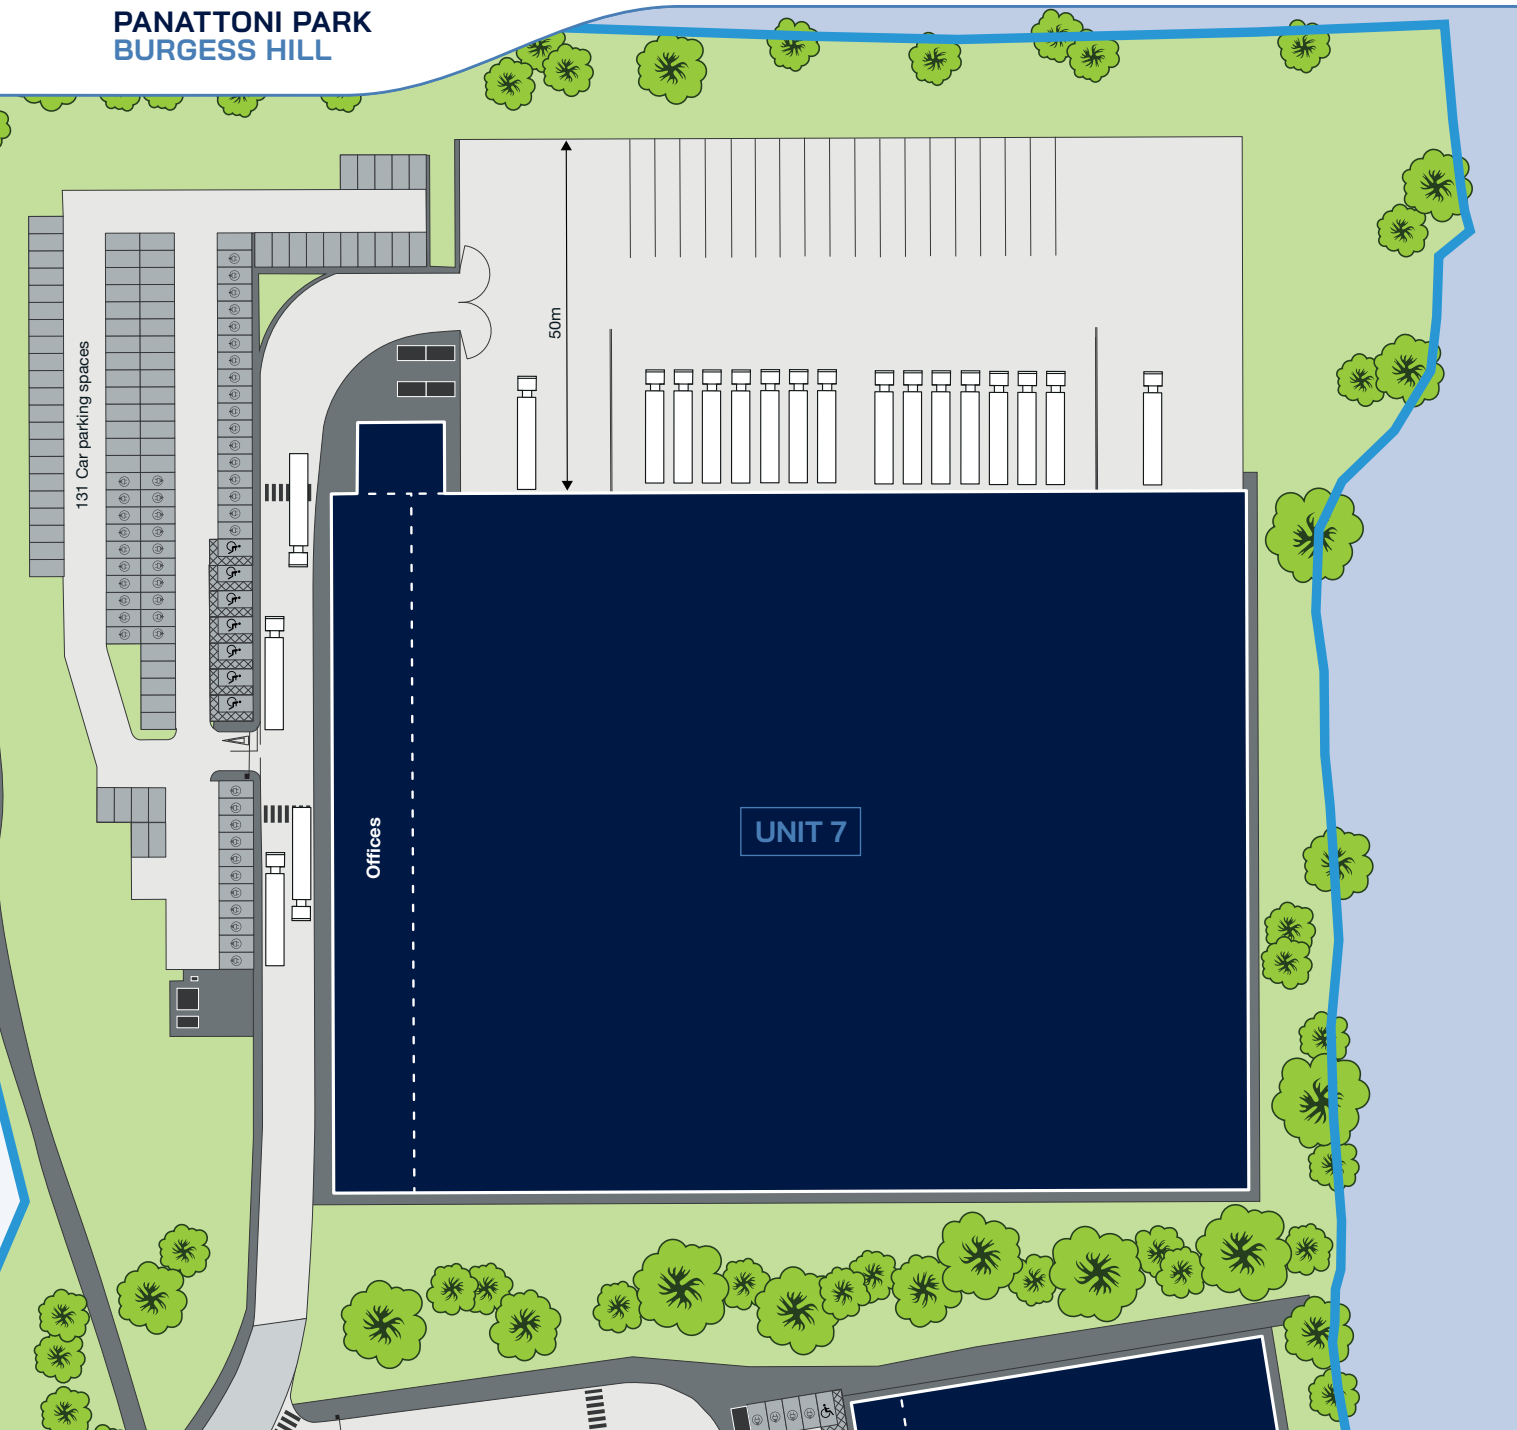 PANATTONI PARK
BURGESS HILL
50m
131 Car parking spaces
Offices
UNIT 7